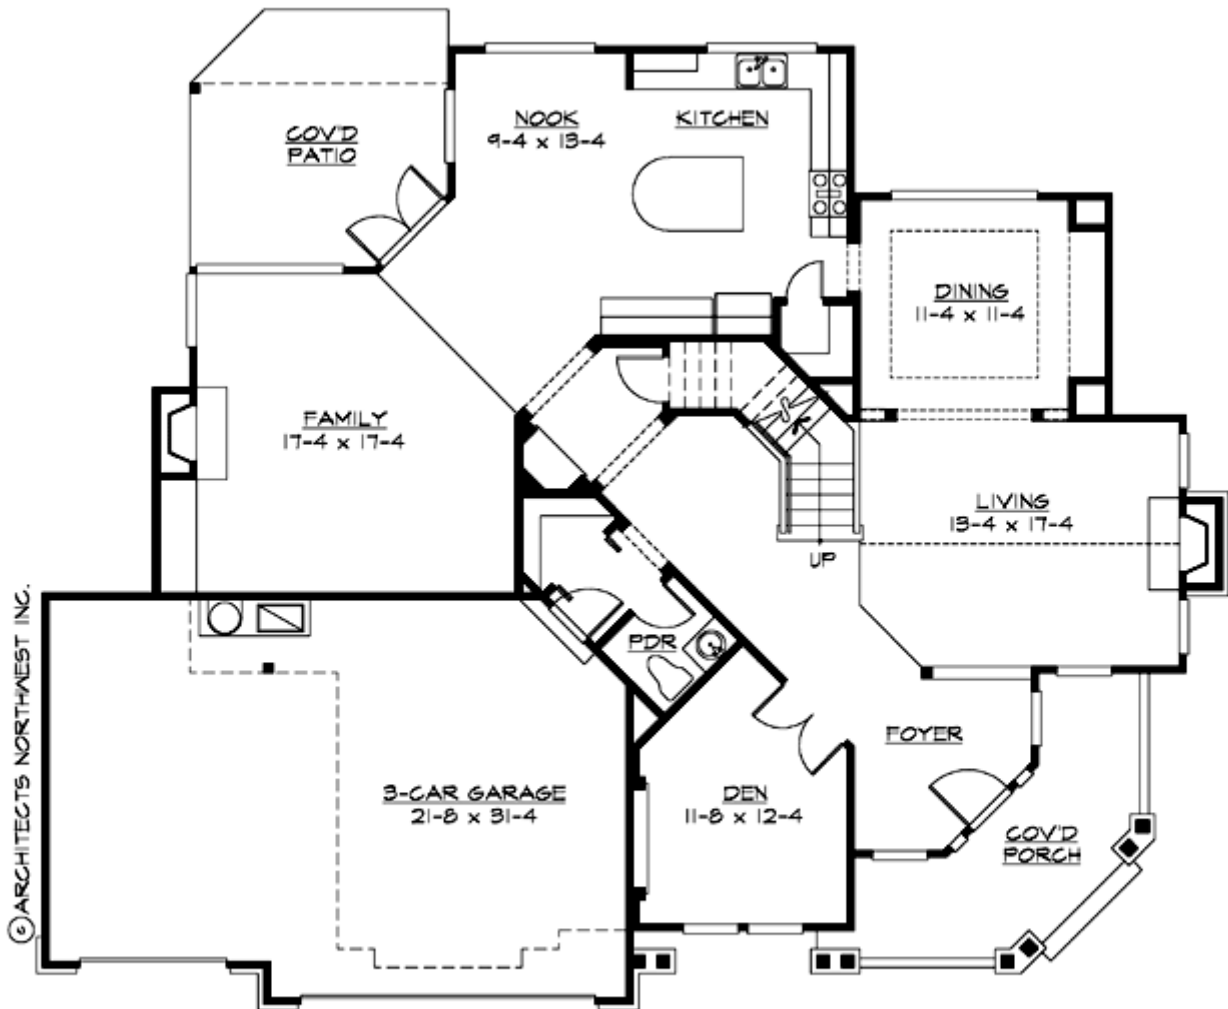 COV'D
PATIO
NOOK
9-4 x 13-4
KITCHEN
DINING
11-4 x 11-4
FAMILY
17-4 x 17-4
LIVING
13-4 x 17-4
UP
PDR
FOYER
3-CAR GARAGE
21-8 x 31-4
DEN
11-8 x 12-4
COV'D
PORCH
© ARCHITECTS NORTHWEST INC.